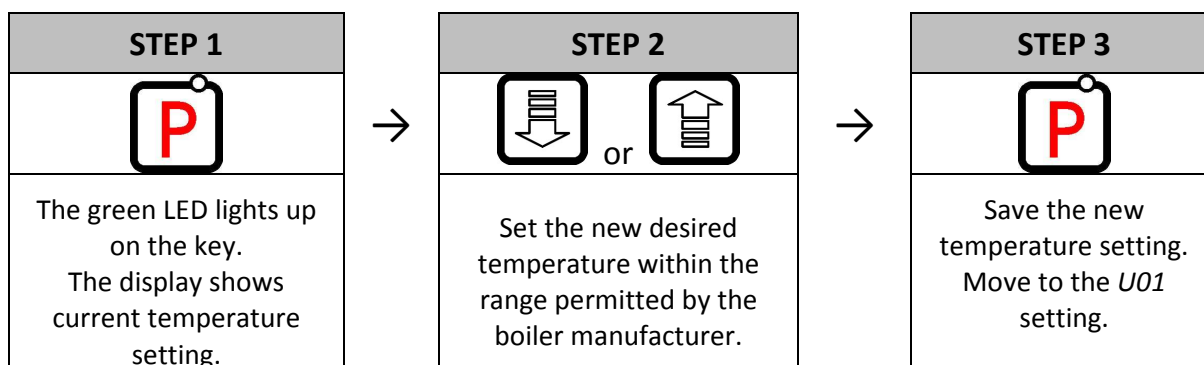 STEP 1
P
The green LED lights up
on the key.
The display shows
current temperature
setting.
→
STEP 2
or
Set the new desired
temperature within the
range permitted by the
boiler manufacturer.
→
STEP 3
P
Save the new
temperature setting.
Move to the U01
setting.